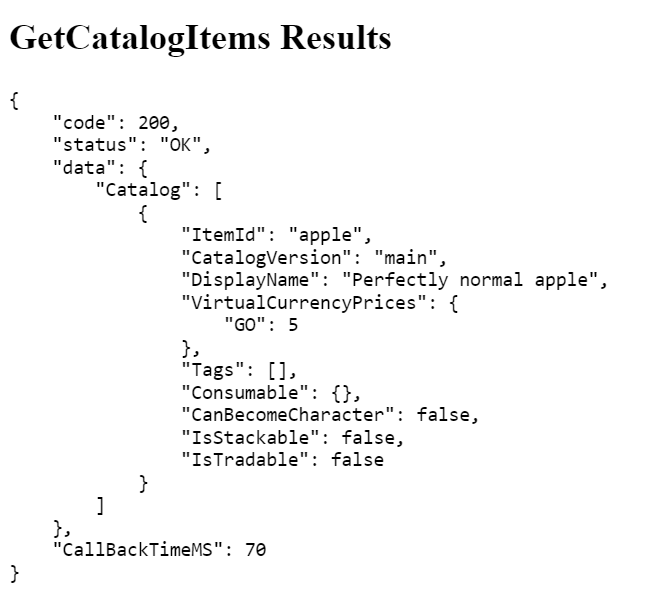 GetCatalogItems Results
{
    "code": 200,
    "status": "OK",
    "data": {
        "Catalog": [
            {
                "ItemId": "apple",
                "CatalogVersion": "main",
                "DisplayName": "Perfectly normal apple",
                "VirtualCurrencyPrices": {
                    "GO": 5
                },
                "Tags": [],
                "Consumable": {},
                "CanBecomeCharacter": false,
                "IsStackable": false,
                "IsTradable": false
            }
        ]
    },
    "CallBackTimeMS": 70
}